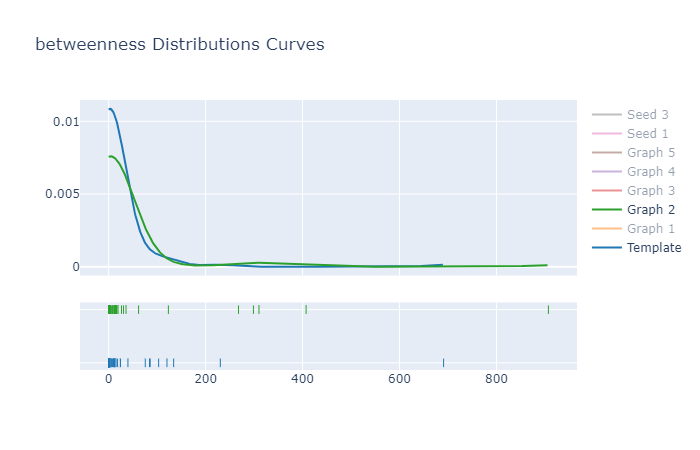 betweenness Distributions Curves
0.01
0.005
0
Seed 3
Seed 1
Graph 5
Graph 4
Graph 3
Graph 2
Graph 1
Template
0 200 400 600 800